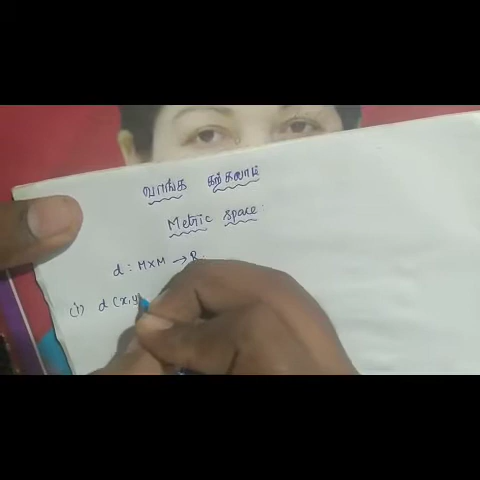 வாங்க கற்கலாம்
Metric space.
d : M×M → R.
(i) d (x,y)